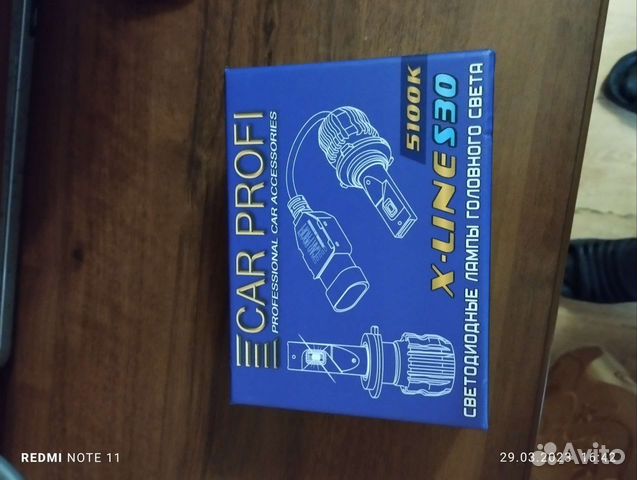 CAR PROFI
PROFESSIONAL CAR ACCESSORIES
5100K
X-LINE S30
СВЕТОДИОДНЫЕ ЛАМПЫ ГОЛОВНОГО СВЕТА
REDMI NOTE 11
29.03.2023 16:42
Avito